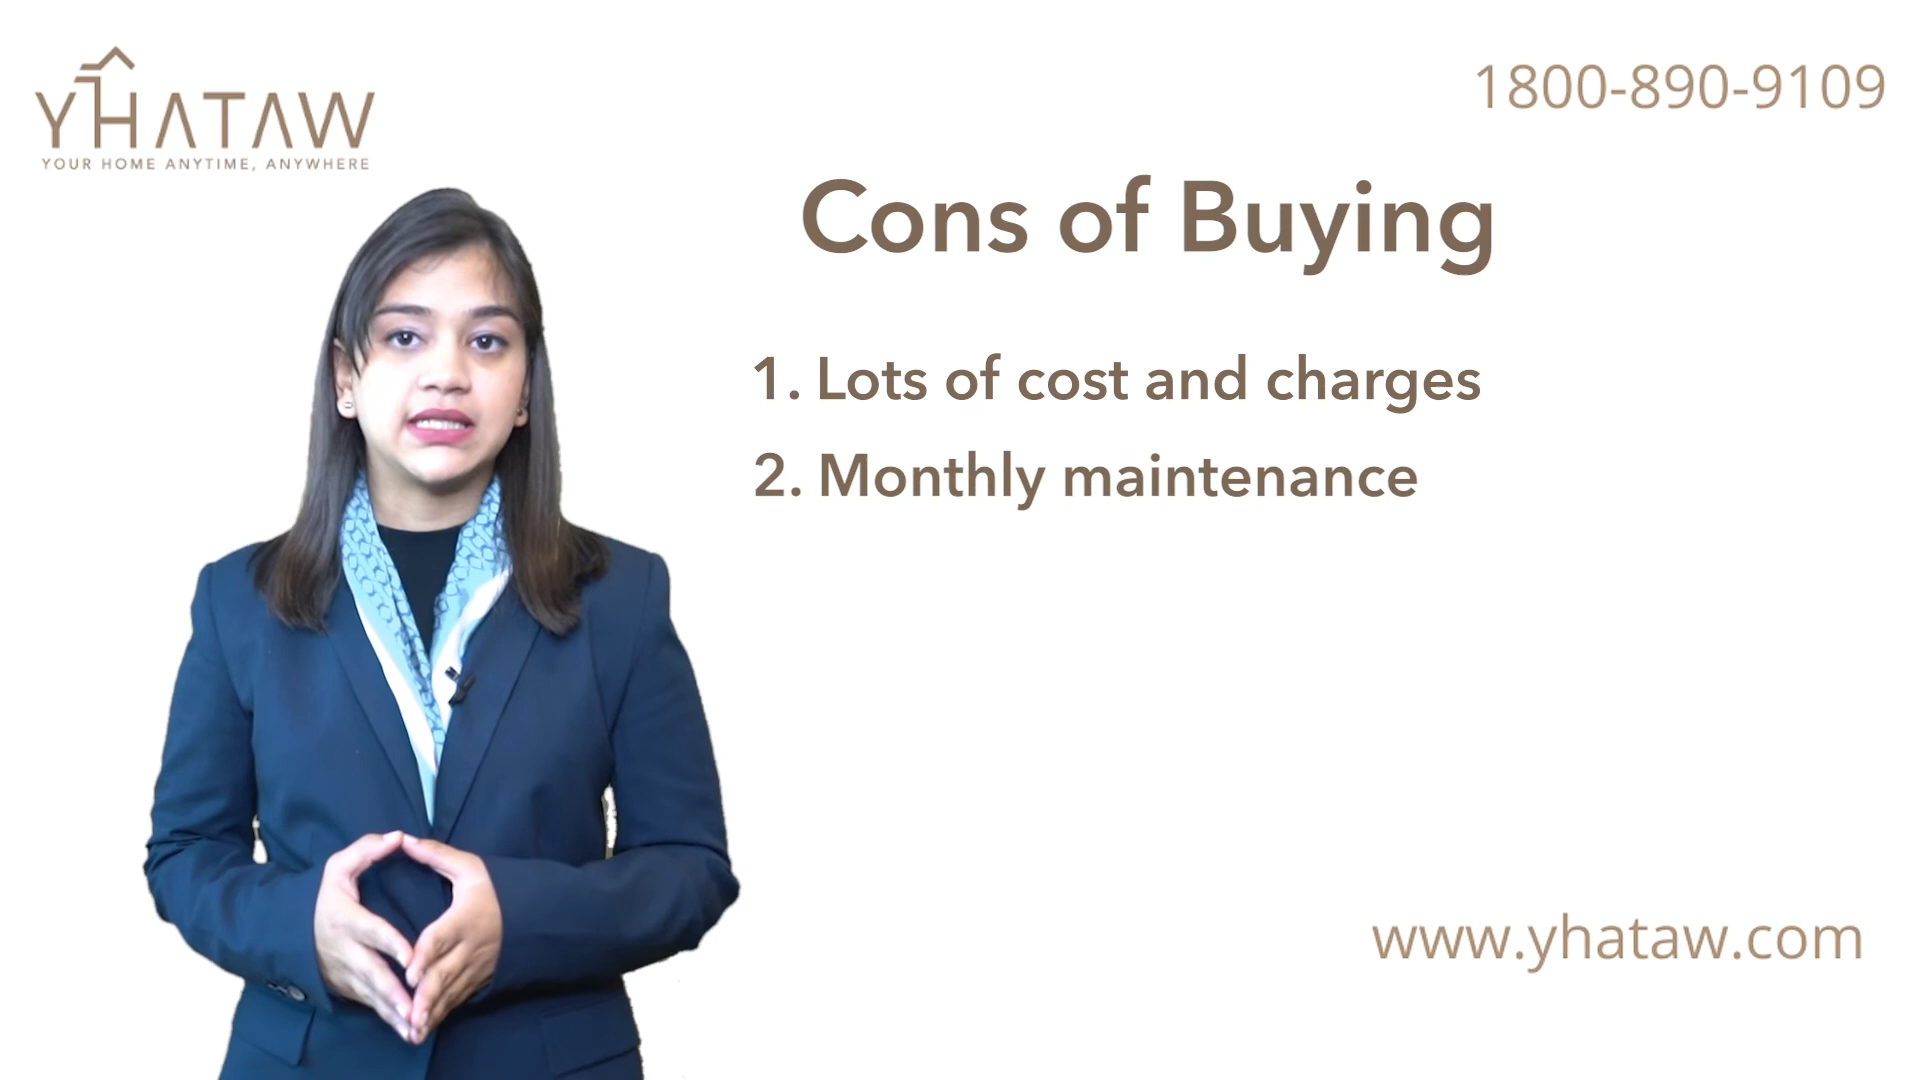 YHATAW
YOUR HOME ANYTIME, ANYWHERE
1800-890-9109
Cons of Buying
1. Lots of cost and charges
2. Monthly maintenance
www.yhataw.com